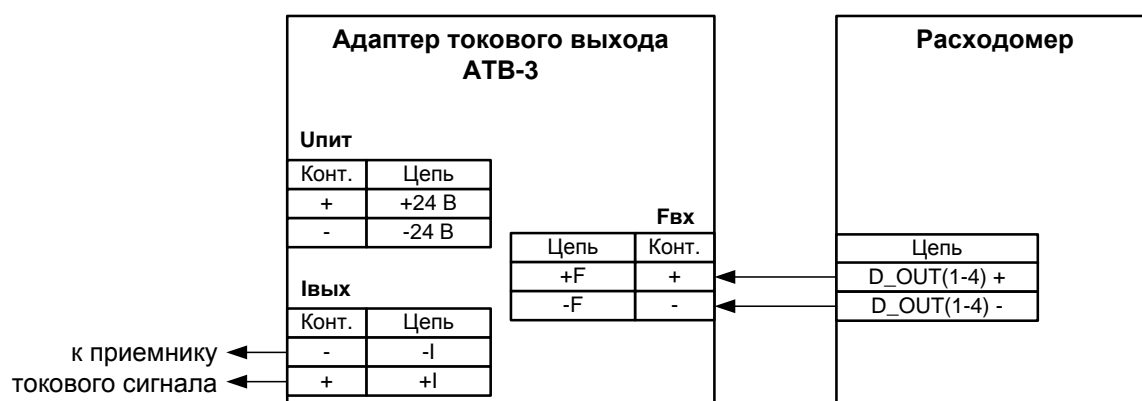 Адаптер токового выхода
АТВ-3
Расходомер
Uпит
Конт. Цепь
+ +24 В
- -24 В
Fвх
Цепь Конт.
+F +
-F -
Цепь
D_OUT(1-4) +
D_OUT(1-4) -
Iвых
Конт. Цепь
- -I
+ +I
к приемнику
токового сигнала